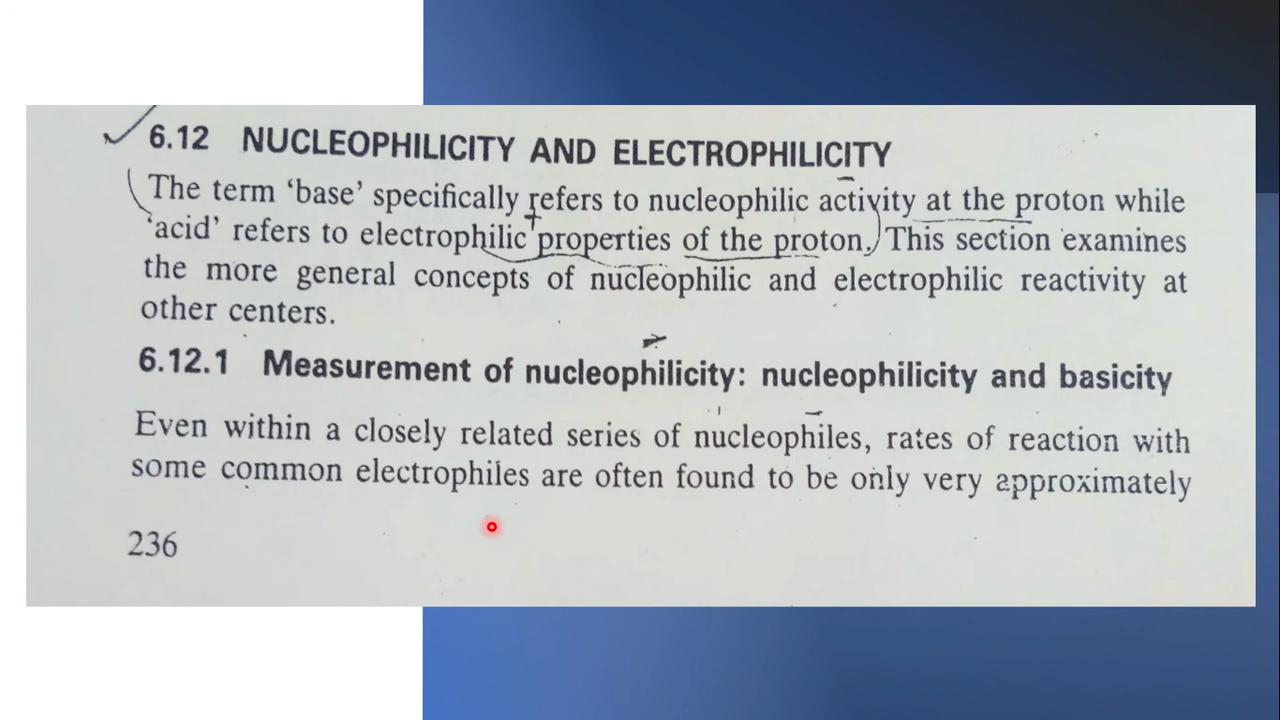 6.12 NUCLEOPHILICITY AND ELECTROPHILICITY
The term ‘base’ specifically refers to nucleophilic activity at the proton while
‘acid’ refers to electrophilic properties of the proton. This section examines
the more general concepts of nucleophilic and electrophilic reactivity at
other centers.
6.12.1 Measurement of nucleophilicity: nucleophilicity and basicity
Even within a closely related series of nucleophiles, rates of reaction with
some common electrophiles are often found to be only very approximately
236